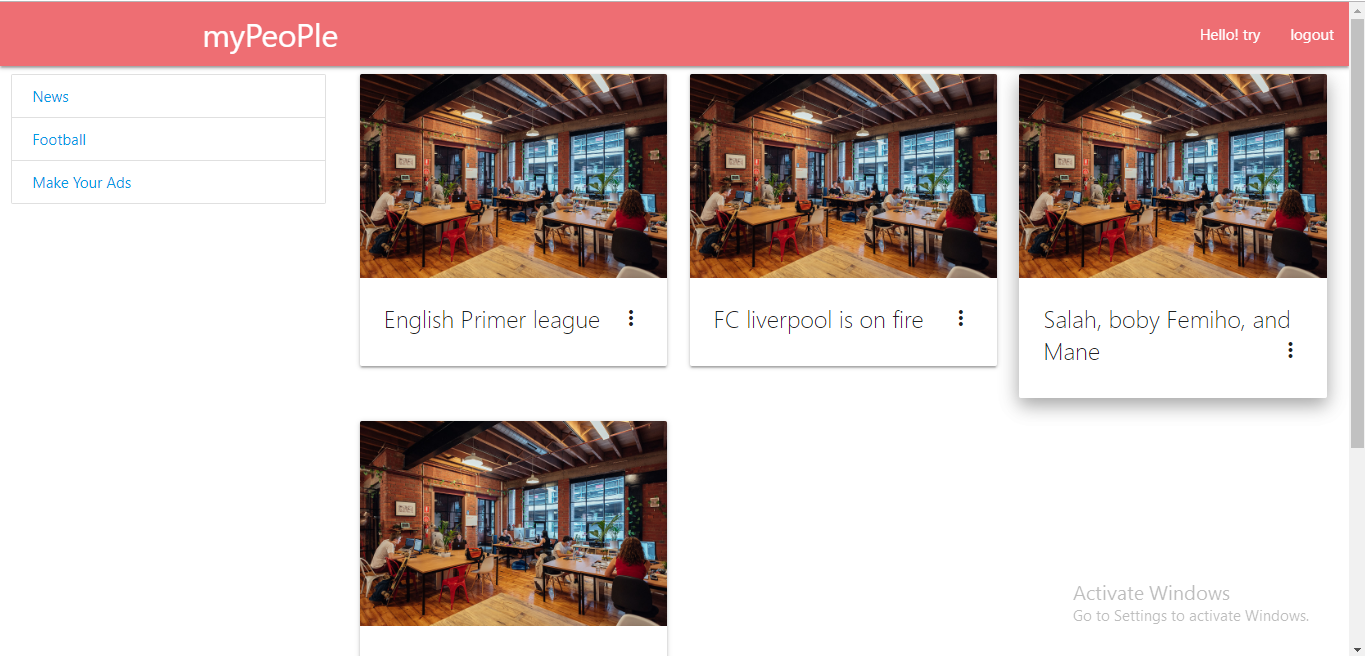 myPeoPle
Hello! try
logout
News
Football
Make Your Ads
English Primer league
FC liverpool is on fire
Salah, boby Femiho, and
Mane
Activate Windows
Go to Settings to activate Windows.